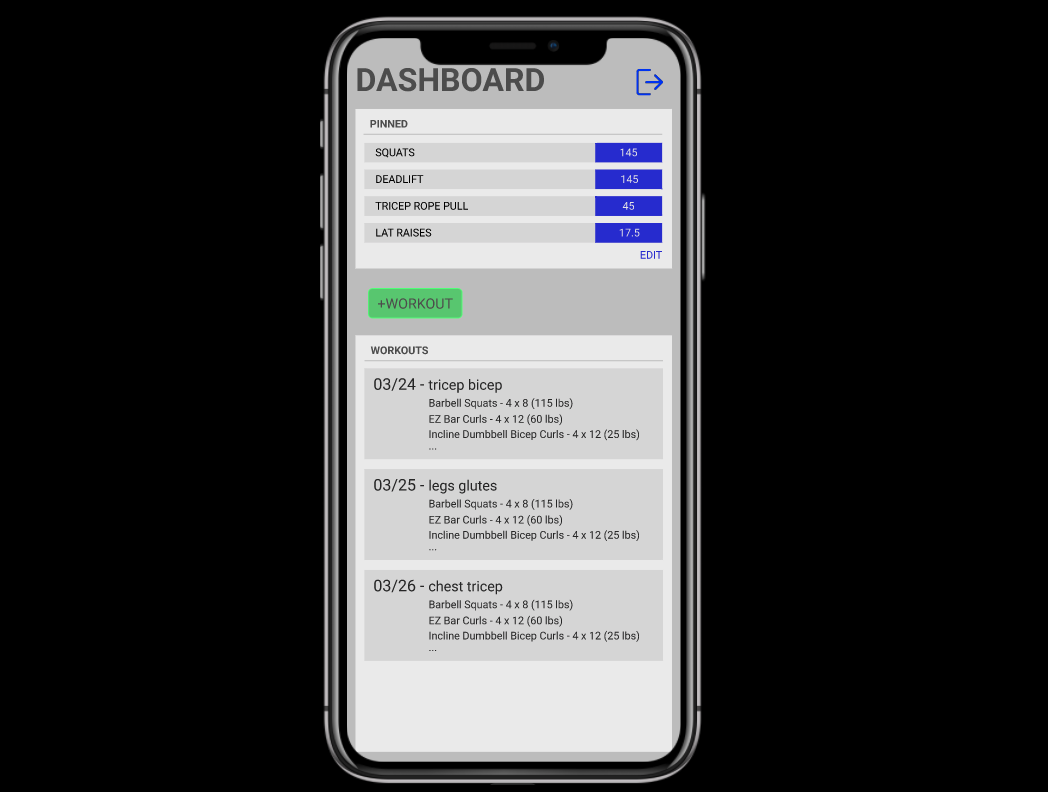 DASHBOARD
PINNED
SQUATS 145
DEADLIFT 145
TRICEP ROPE PULL 45
LAT RAISES 17.5
EDIT
+WORKOUT
WORKOUTS
03/24 - tricep bicep
Barbell Squats - 4 x 8 (115 lbs)
EZ Bar Curls - 4 x 12 (60 lbs)
Incline Dumbbell Bicep Curls - 4 x 12 (25 lbs)
...
03/25 - legs glutes
Barbell Squats - 4 x 8 (115 lbs)
EZ Bar Curls - 4 x 12 (60 lbs)
Incline Dumbbell Bicep Curls - 4 x 12 (25 lbs)
...
03/26 - chest tricep
Barbell Squats - 4 x 8 (115 lbs)
EZ Bar Curls - 4 x 12 (60 lbs)
Incline Dumbbell Bicep Curls - 4 x 12 (25 lbs)
...